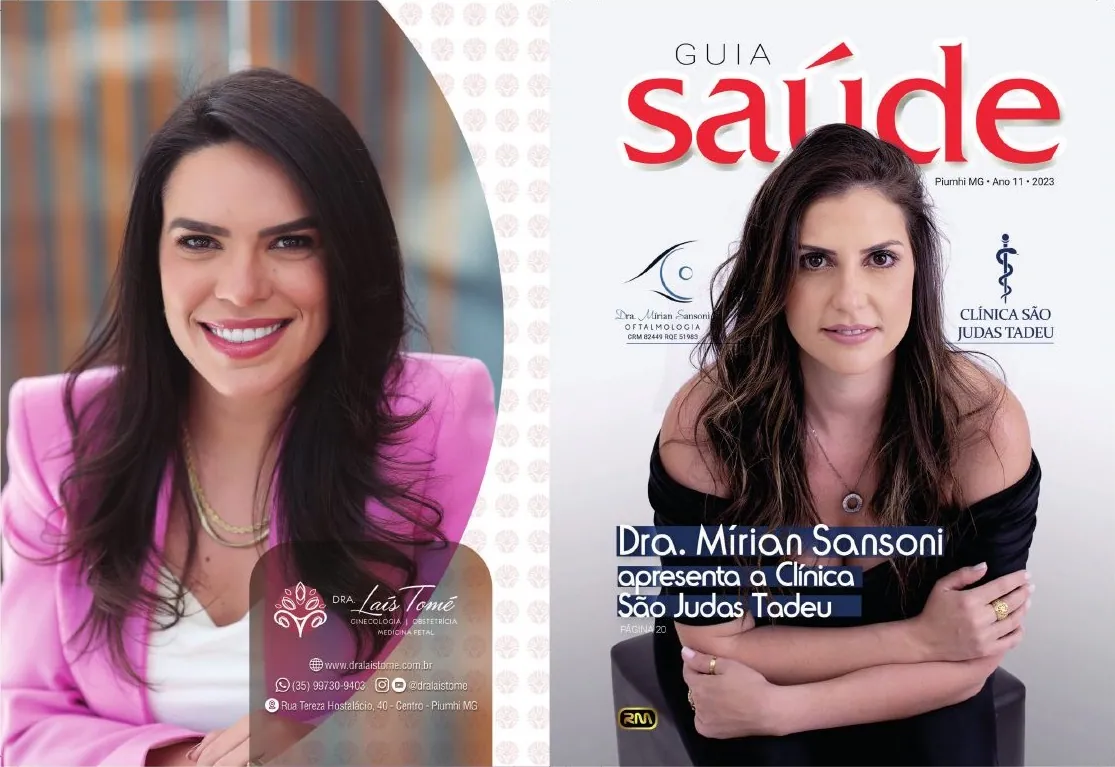 DRA. Laís Tomé
GINECOLOGIA | OBSTETRÍCIA
MEDICINA FETAL
www.dralaistome.com.br
(35) 99730-9403 @dralaistome
Rua Tereza Hostalácio, 40 - Centro - Piumhi MG
GUIA
saúde
Piumhi MG • Ano 11 • 2023
Dra. Mírian Sansoni
OFTALMOLOGIA
CRM 82449 RQE 51983
CLÍNICA SÃO
JUDAS TADEU
Dra. Mírian Sansoni
apresenta a Clínica
São Judas Tadeu
PÁGINA 20
RM